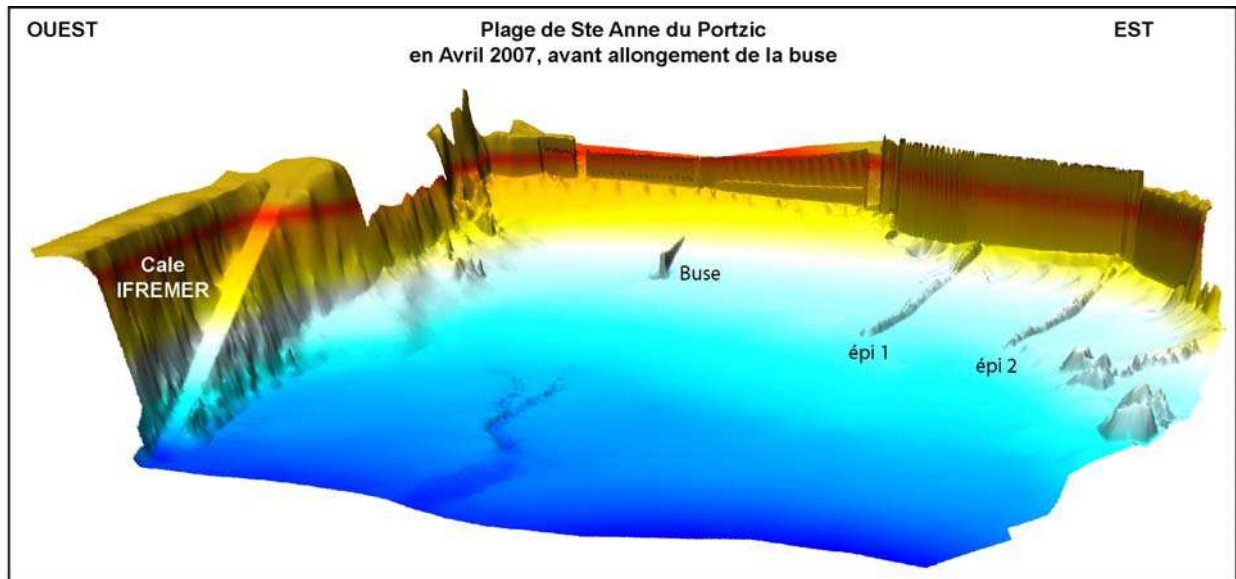 OUEST
Plage de Ste Anne du Portzic
en Avril 2007, avant allongement de la buse
EST
Cale
IFREMER
Buse
épi 1
épi 2